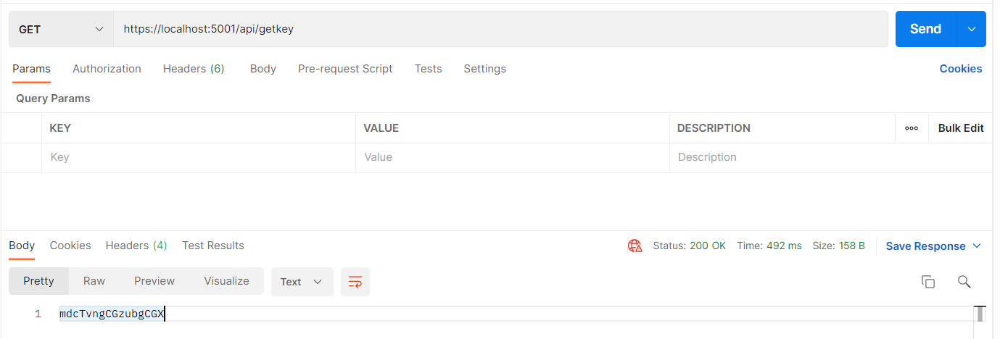 GET https://localhost:5001/api/getkey Send
Params Authorization Headers (6) Body Pre-request Script Tests Settings Cookies
Query Params
KEY VALUE DESCRIPTION Bulk Edit
Key Value Description
Body Cookies Headers (4) Test Results Status: 200 OK Time: 492 ms Size: 158 B Save Response
Pretty Raw Preview Visualize Text
1 mdcTvngCGzubgCGX